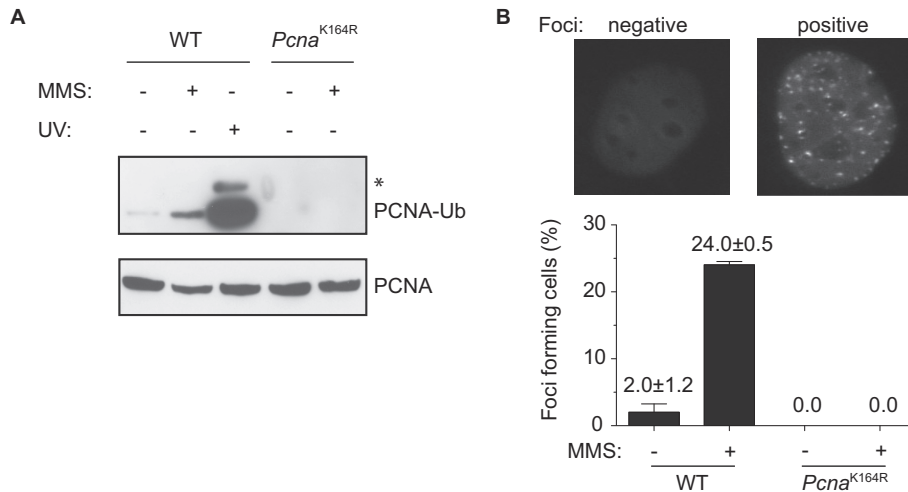 A
WT Pcna^K164R
MMS: - + - - +
UV: - - + - -
*
PCNA-Ub
PCNA
B
Foci: negative positive
Foci forming cells (%)
30
20
10
0
2.0±1.2
24.0±0.5
0.0
0.0
MMS: - + - +
WT Pcna^K164R